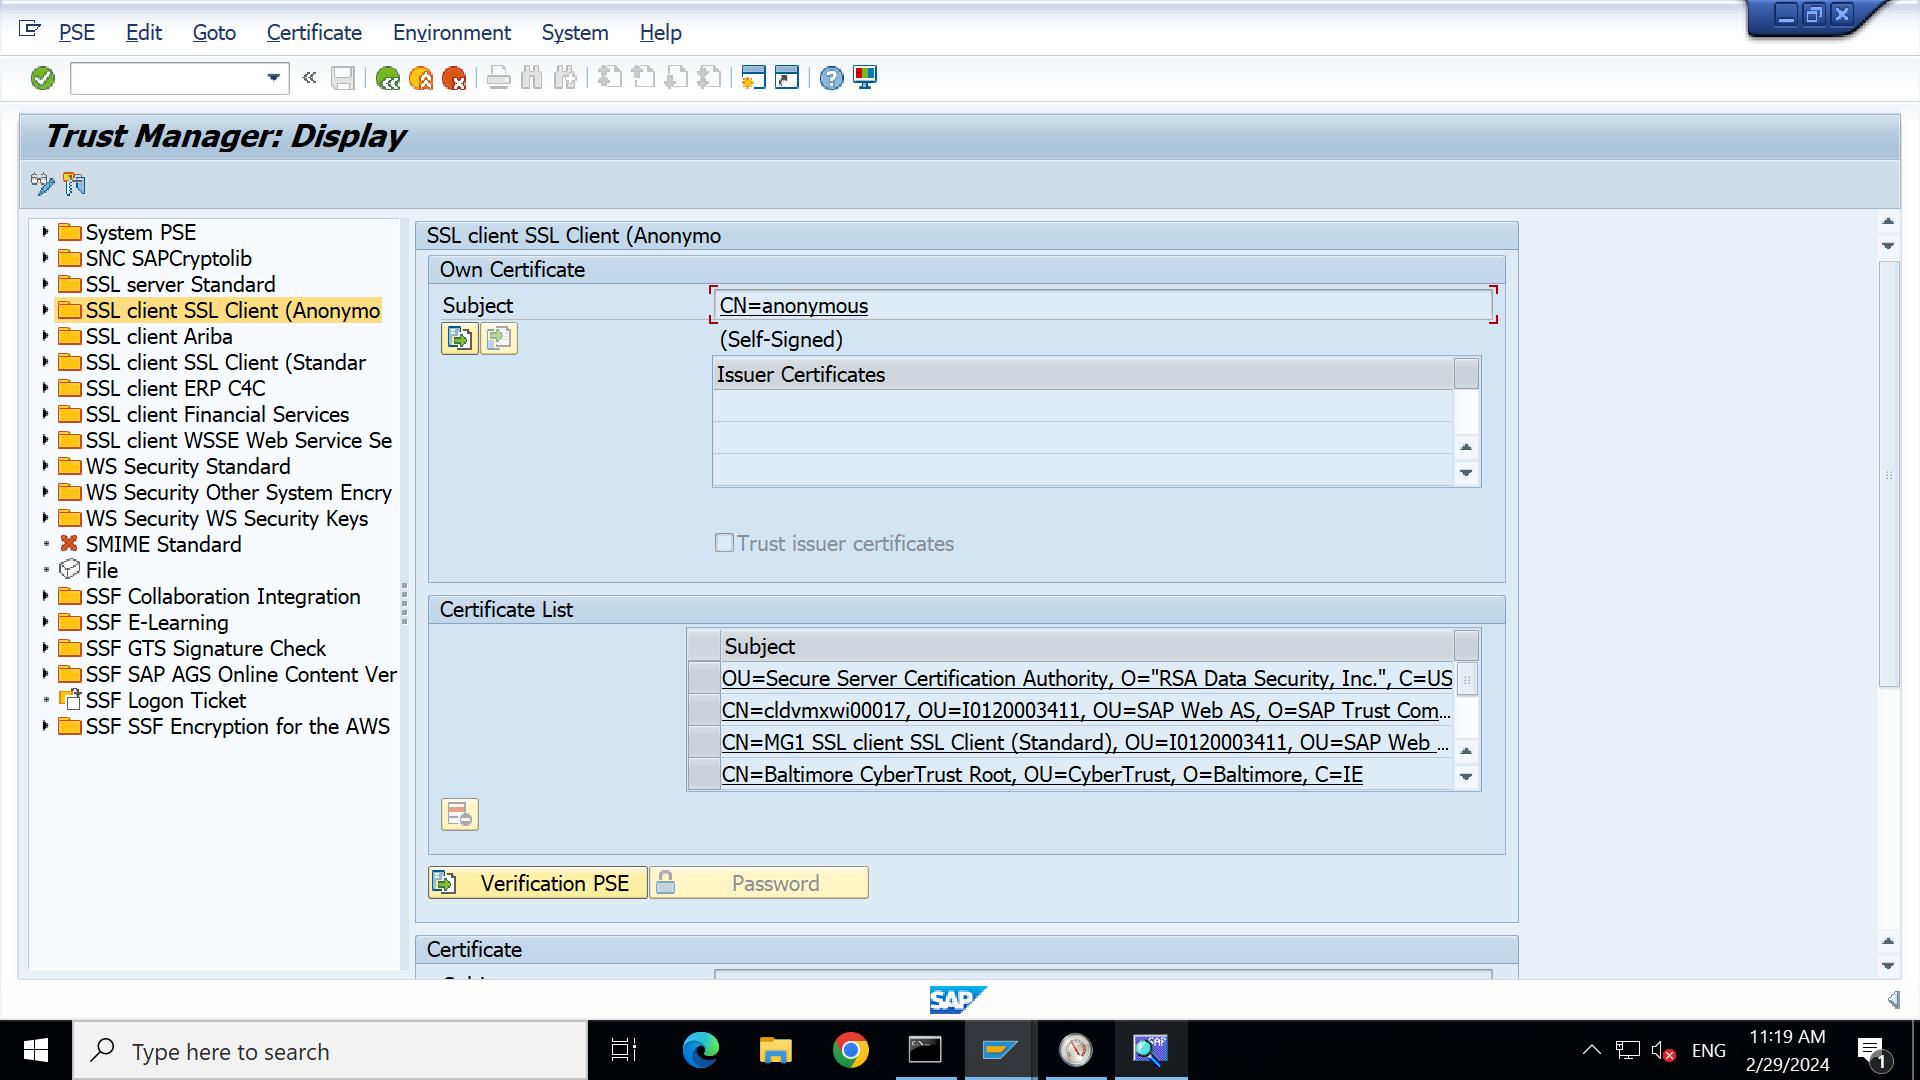 PSE Edit Goto Certificate Environment System Help
Trust Manager: Display
System PSE
SNC SAPCryptolib
SSL server Standard
SSL client SSL Client (Anonymo
SSL client Ariba
SSL client SSL Client (Standar
SSL client ERP C4C
SSL client Financial Services
SSL client WSSE Web Service Se
WS Security Standard
WS Security Other System Encry
WS Security WS Security Keys
SMIME Standard
File
SSF Collaboration Integration
SSF E-Learning
SSF GTS Signature Check
SSF SAP AGS Online Content Ver
SSF Logon Ticket
SSF SSF Encryption for the AWS
SSL client SSL Client (Anonymo
Own Certificate
Subject CN=anonymous
(Self-Signed)
Issuer Certificates
Trust issuer certificates
Certificate List
Subject
OU=Secure Server Certification Authority, O="RSA Data Security, Inc.", C=US
CN=cldvmxwi00017, OU=I0120003411, OU=SAP Web AS, O=SAP Trust Com...
CN=MG1 SSL client SSL Client (Standard), OU=I0120003411, OU=SAP Web ...
CN=Baltimore CyberTrust Root, OU=CyberTrust, O=Baltimore, C=IE
Verification PSE Password
Certificate
SAP
Type here to search
ENG
11:19 AM
2/29/2024
1